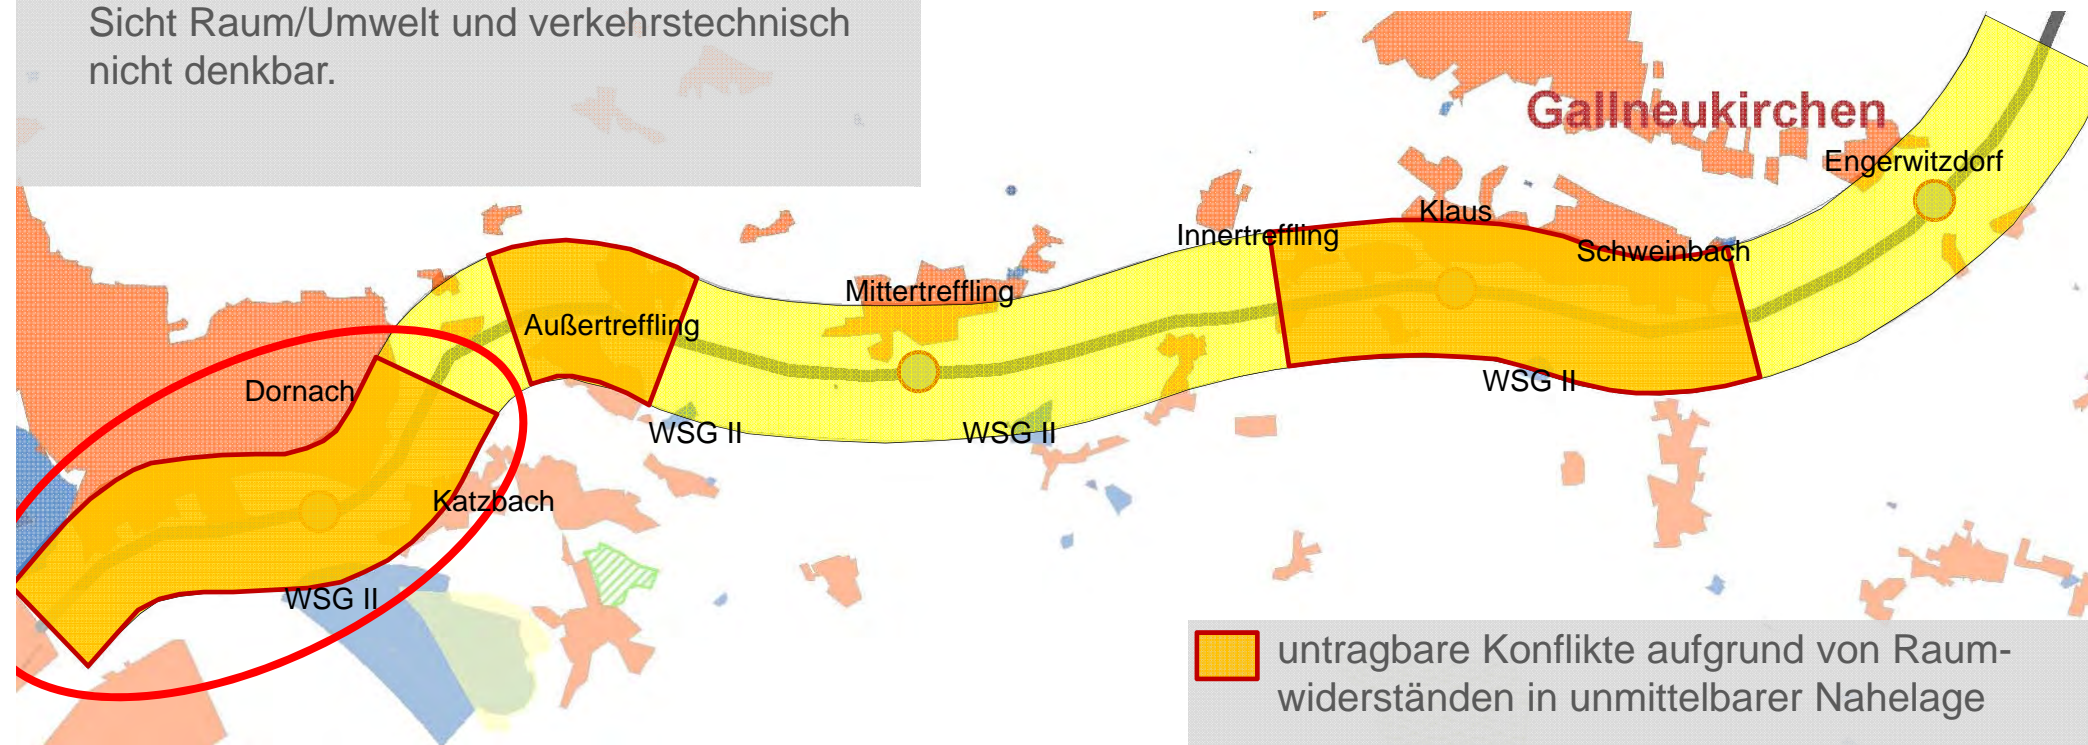 Sicht Raum/Umwelt und verkehrstechnisch
nicht denkbar.
Gallneukirchen
Engerwitzdorf
Klaus
Innertreffling
Schweinbach
Mittertreffling
Außertreffling
Dornach
WSG II
WSG II
WSG II
Katzbach
WSG II
untragbare Konflikte aufgrund von Raum-
widerständen in unmittelbarer Nahelage